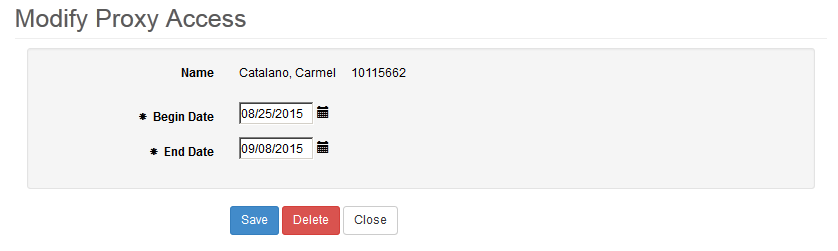 Modify Proxy Access
Name Catalano, Carmel 10115662
* Begin Date 08/25/2015
* End Date 09/08/2015
Save Delete Close